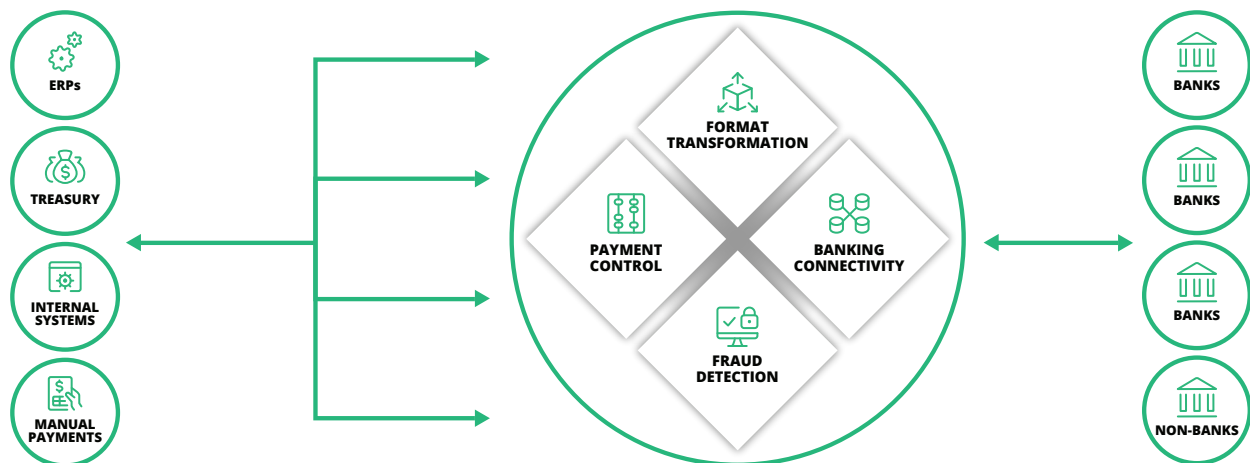 ERPs
TREASURY
INTERNAL
SYSTEMS
MANUAL
PAYMENTS
FORMAT
TRANSFORMATION
PAYMENT
CONTROL
BANKING
CONNECTIVITY
FRAUD
DETECTION
BANKS
BANKS
BANKS
NON-BANKS